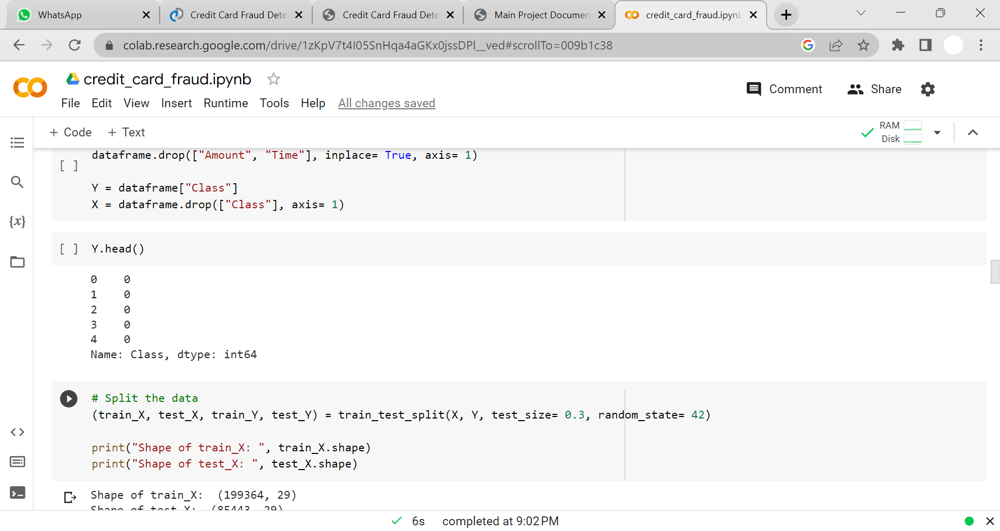 WhatsApp
Credit Card Fraud Dete
Credit Card Fraud Dete
Main Project Documen
credit_card_fraud.ipynb
colab.research.google.com/drive/1zKpV7t4I05SnHqa4aGKx0jssDPl__ved#scrollTo=009b1c38
credit_card_fraud.ipynb
Comment
Share
File Edit View Insert Runtime Tools Help All changes saved
+ Code + Text
RAM
Disk
{x}
[ ]
dataframe.drop(["Amount", "Time"], inplace= True, axis= 1)
Y = dataframe["Class"]
X = dataframe.drop(["Class"], axis= 1)
[ ] Y.head()
0 0
1 0
2 0
3 0
4 0
Name: Class, dtype: int64
# Split the data
(train_X, test_X, train_Y, test_Y) = train_test_split(X, Y, test_size= 0.3, random_state= 42)
print("Shape of train_X: ", train_X.shape)
print("Shape of test_X: ", test_X.shape)
Shape of train_X: (199364, 29)
Shape of test_X: (85443, 29)
6s completed at 9:02 PM